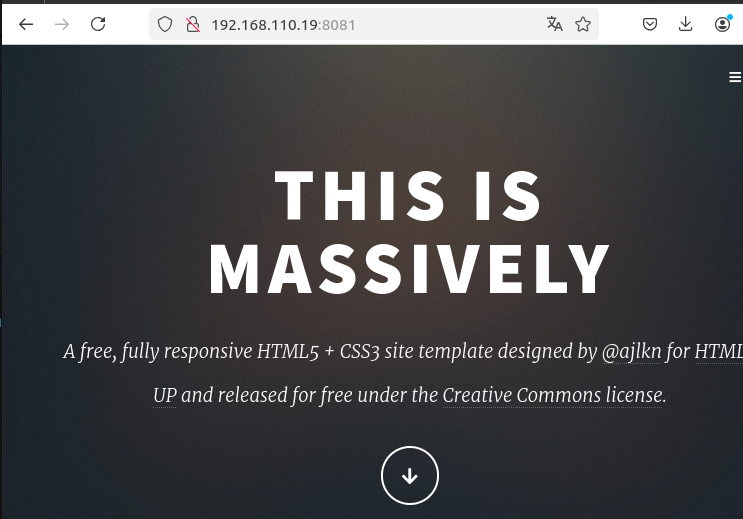 192.168.110.19:8081
THIS IS
MASSIVELY
A free, fully responsive HTML5 + CSS3 site template designed by @ajlkn for HTML
UP and released for free under the Creative Commons license.